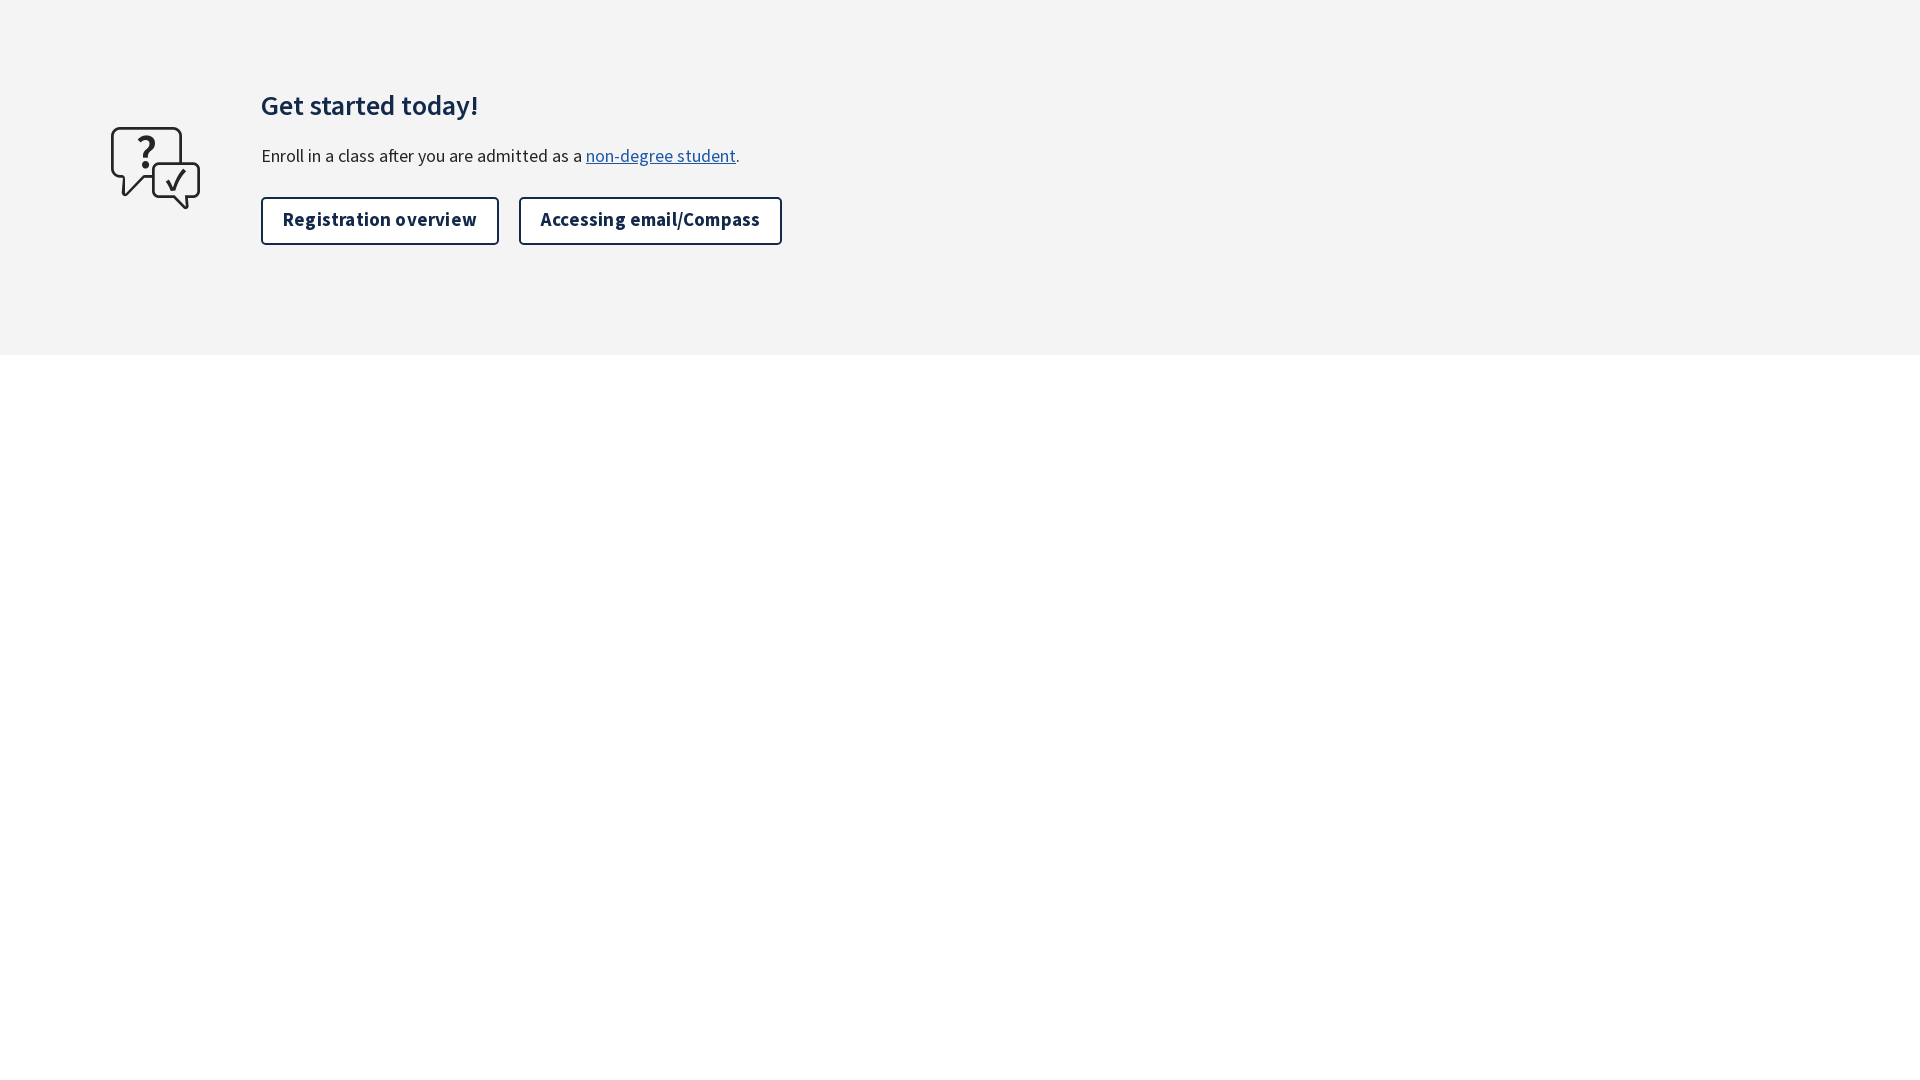 Get started today!
Enroll in a class after you are admitted as a non-degree student.
Registration overview
Accessing email/Compass